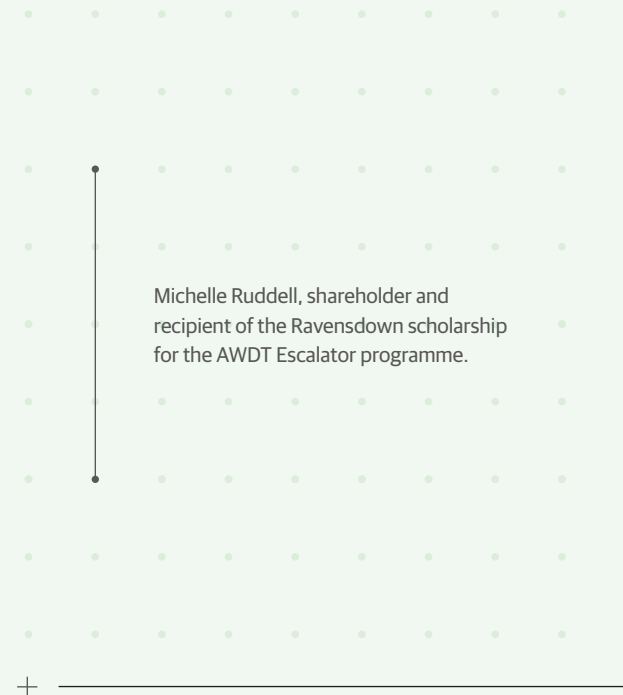 Michelle Ruddell, shareholder and
recipient of the Ravensdown scholarship
for the AWDT Escalator programme.